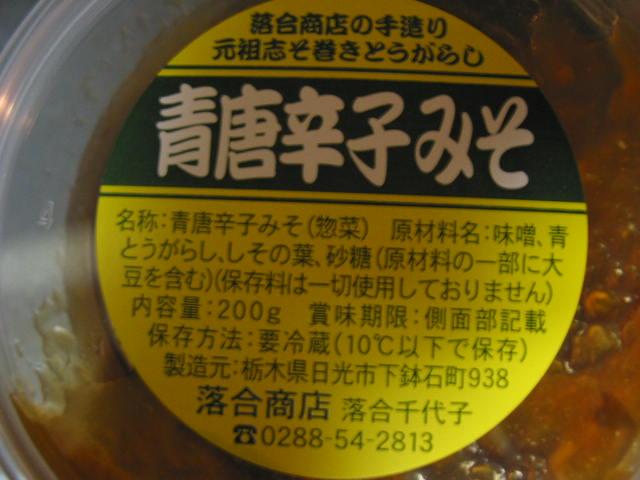 落合商店の手造り
元祖志そ巻きとうがらし
青唐辛子みそ
名称:青唐辛子みそ(惣菜) 原材料名:味噌、青
とうがらし、しその葉、砂糖(原材料の一部に大
豆を含む)(保存料は一切使用しておりません)
内容量:200g 賞味期限:側面部記載
保存方法:要冷蔵(10℃以下で保存)
製造元:栃木県日光市下鉢石町938
落合商店 落合千代子
☎0288-54-2813